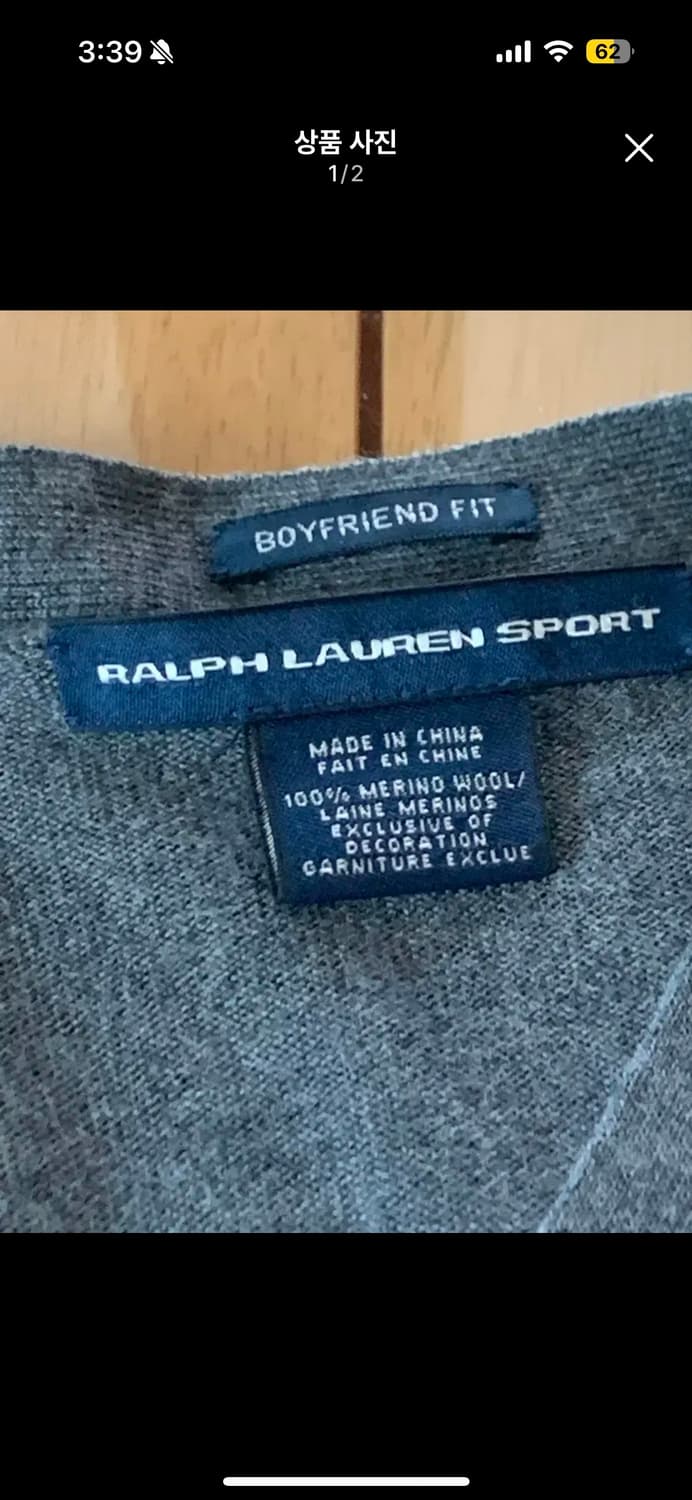 3:39
62
상품 사진
1/2
BOYFRIEND FIT
RALPH LAUREN SPORT
MADE IN CHINA
FAIT EN CHINE
100% MERINO WOOL/
LAINE MERINOS
EXCLUSIVE OF
DECORATION
GARNITURE EXCLUE